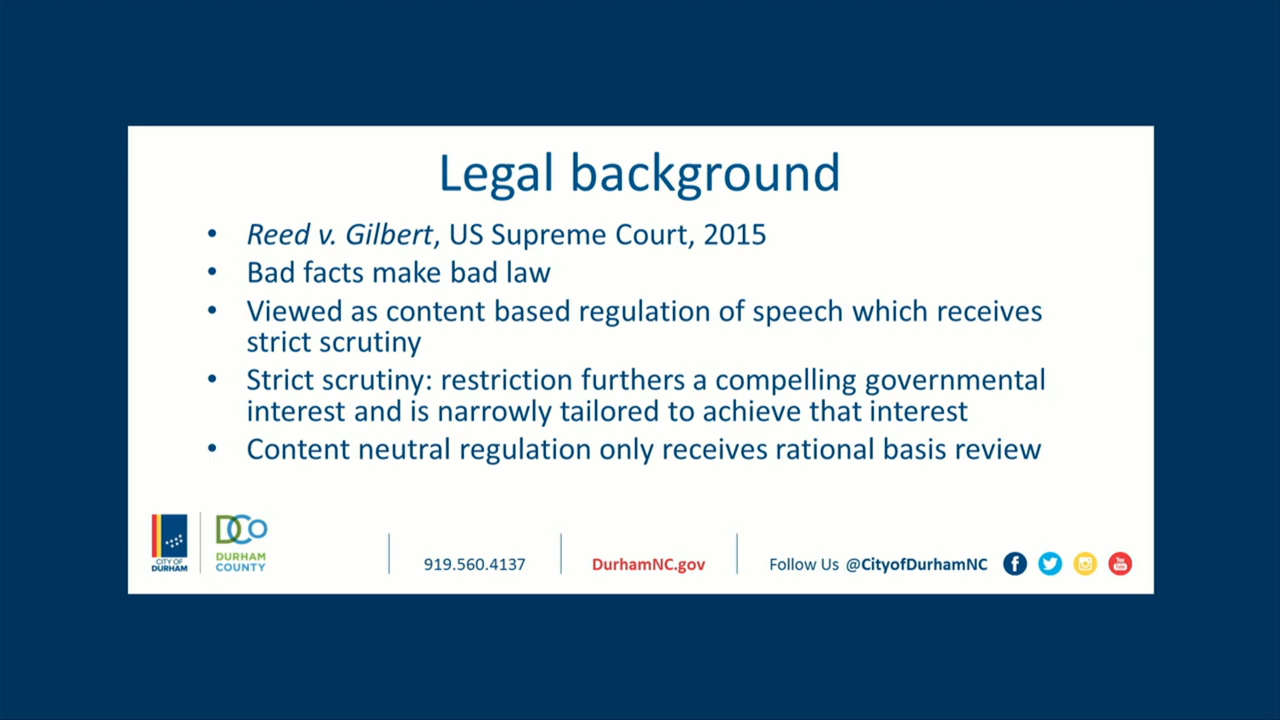 Legal background
• Reed v. Gilbert, US Supreme Court, 2015
• Bad facts make bad law
• Viewed as content based regulation of speech which receives
strict scrutiny
• Strict scrutiny: restriction furthers a compelling governmental
interest and is narrowly tailored to achieve that interest
• Content neutral regulation only receives rational basis review
CITY OF
DURHAM
DCo
DURHAM
COUNTY
919.560.4137
DurhamNC.gov
Follow Us @CityofDurhamNC
You
Tube